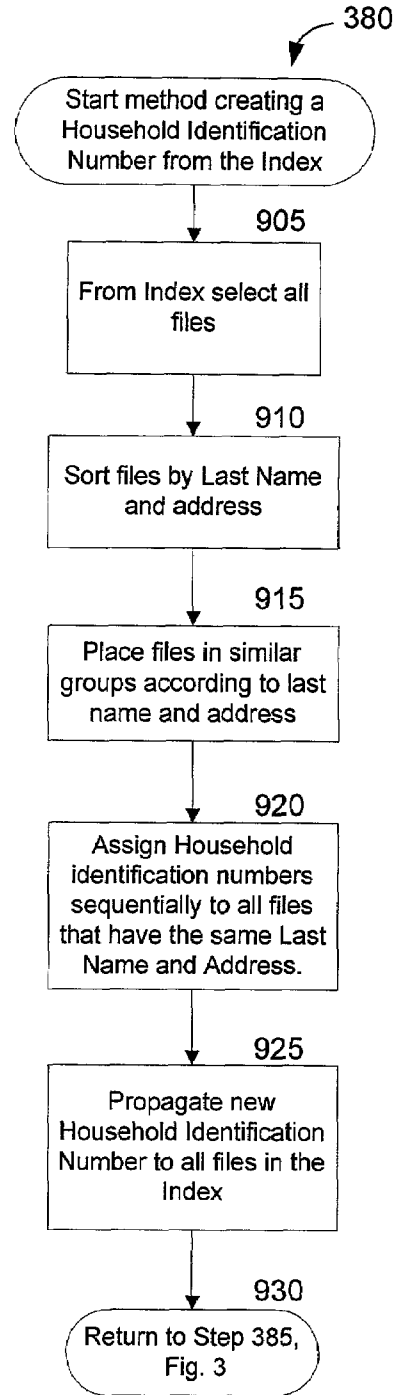 380
Start method creating a
Household Identification
Number from the Index
905
From Index select all
files
910
Sort files by Last Name
and address
915
Place files in similar
groups according to last
name and address
920
Assign Household
identification numbers
sequentially to all files
that have the same Last
Name and Address.
925
Propagate new
Household Identification
Number to all files in the
Index
930
Return to Step 385,
Fig. 3